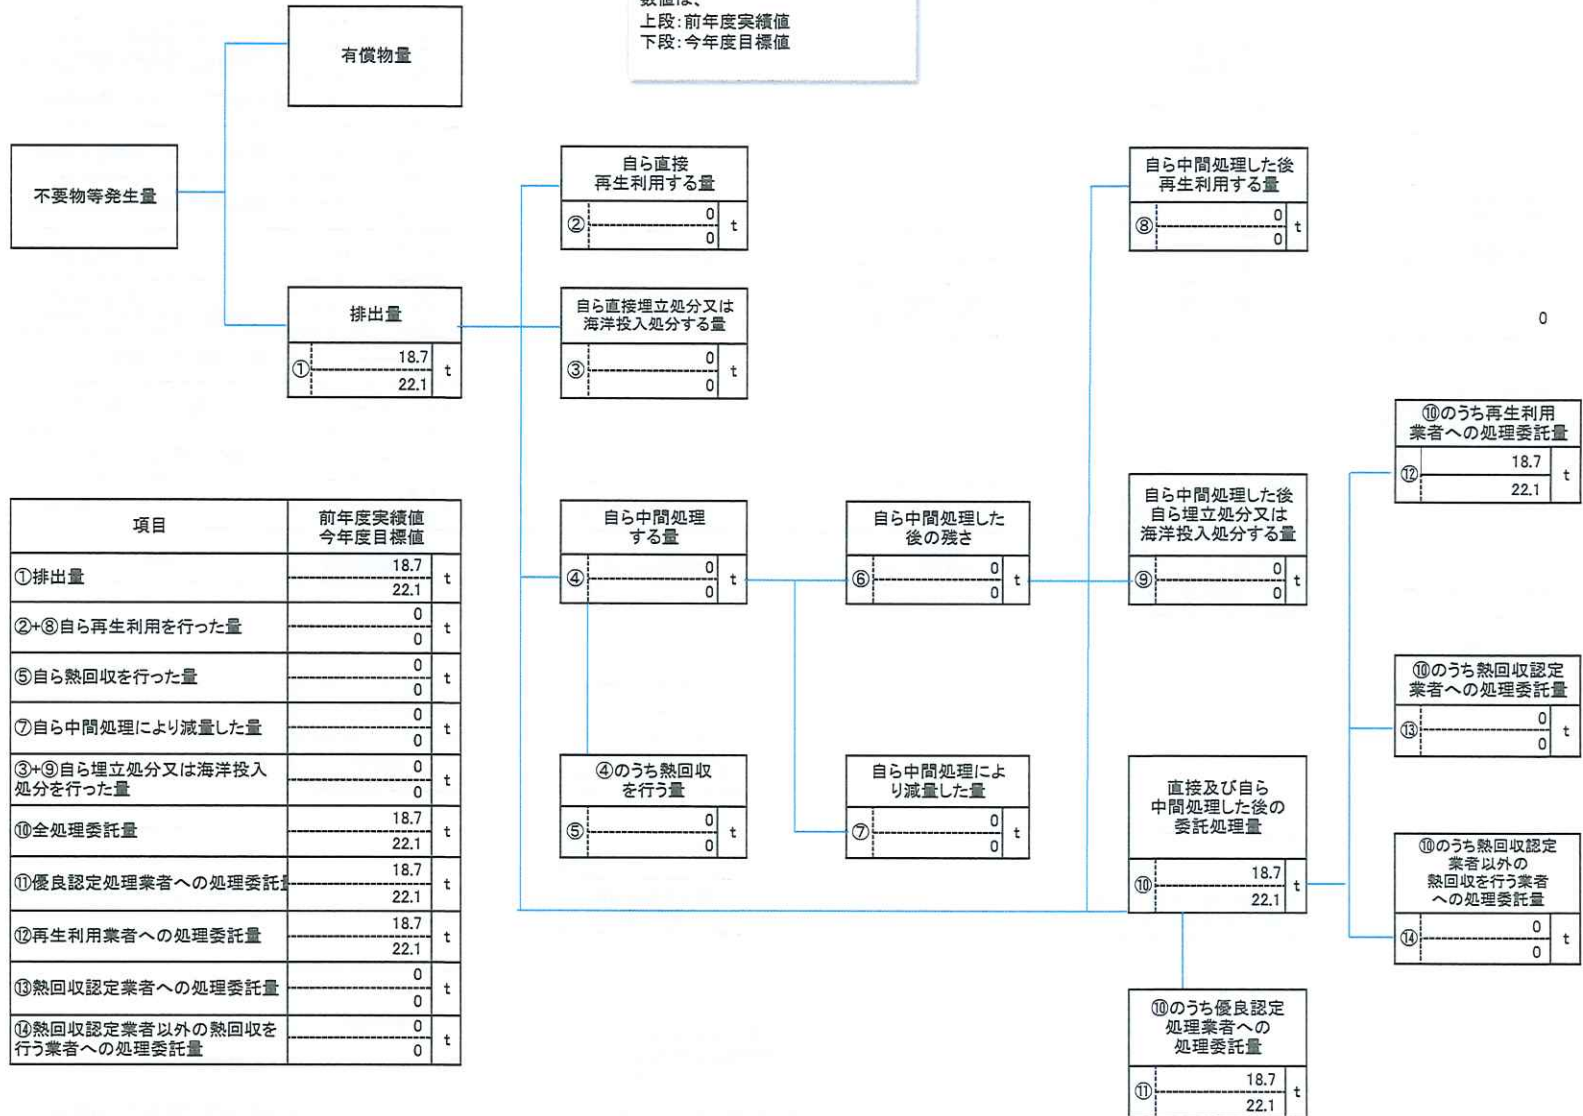 数値は、
上段:前年度実績値
下段:今年度目標値
有償物量
不要物等発生量
排出量
①
18.7
22.1
t
自ら直接
再生利用する量
②
0
0
t
自ら直接埋立処分又は
海洋投入処分する量
③
0
0
t
自ら中間処理
する量
④
0
0
t
④のうち熱回収
を行う量
⑤
0
0
t
自ら中間処理した
後の残さ
⑥
0
0
t
自ら中間処理によ
り減量した量
⑦
0
0
t
自ら中間処理した後
再生利用する量
⑧
0
0
t
自ら中間処理した後
自ら埋立処分又は
海洋投入処分する量
⑨
0
0
t
直接及び自ら
中間処理した後の
委託処理量
⑩
18.7
22.1
t
⑩のうち優良認定
処理業者への
処理委託量
⑪
18.7
22.1
t
0
⑩のうち再生利用
業者への処理委託量
⑫
18.7
22.1
t
⑩のうち熱回収認定
業者への処理委託量
⑬
0
0
t
⑩のうち熱回収認定
業者以外の
熱回収を行う業者
への処理委託量
⑭
0
0
t
項目
前年度実績値
今年度目標値
①排出量
18.7
22.1
t
②+⑧自ら再生利用を行った量
0
0
t
⑤自ら熱回収を行った量
0
0
t
⑦自ら中間処理により減量した量
0
0
t
③+⑨自ら埋立処分又は海洋投入
処分を行った量
0
0
t
⑩全処理委託量
18.7
22.1
t
⑪優良認定処理業者への処理委託
18.7
22.1
t
⑫再生利用業者への処理委託量
18.7
22.1
t
⑬熱回収認定業者への処理委託量
0
0
t
⑭熱回収認定業者以外の熱回収を
行う業者への処理委託量
0
0
t